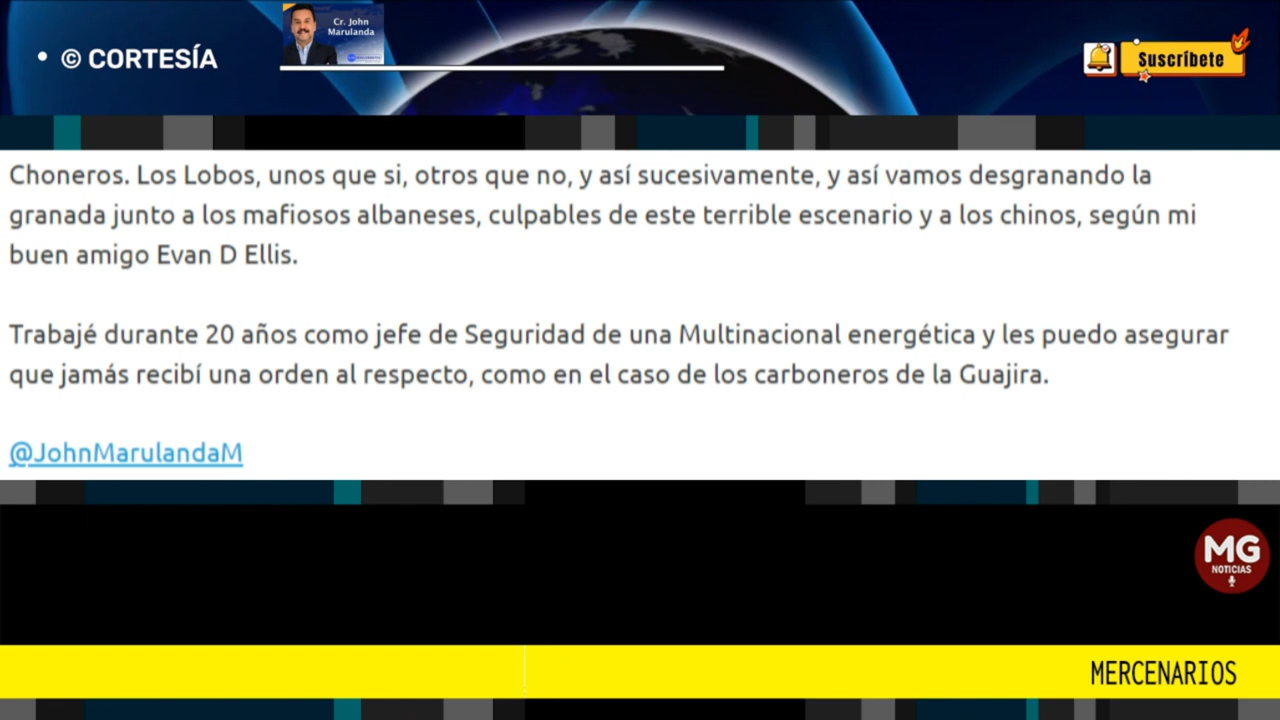 • © CORTESÍA
Cr. John
Marulanda
Suscríbete
Choneros. Los Lobos, unos que si, otros que no, y así sucesivamente, y así vamos desgranando la
granada junto a los mafiosos albaneses, culpables de este terrible escenario y a los chinos, según mi
buen amigo Evan D Ellis.
Trabajé durante 20 años como jefe de Seguridad de una Multinacional energética y les puedo asegurar
que jamás recibí una orden al respecto, como en el caso de los carboneros de la Guajira.
@JohnMarulandaM
MG
NOTICIAS
MERCENARIOS